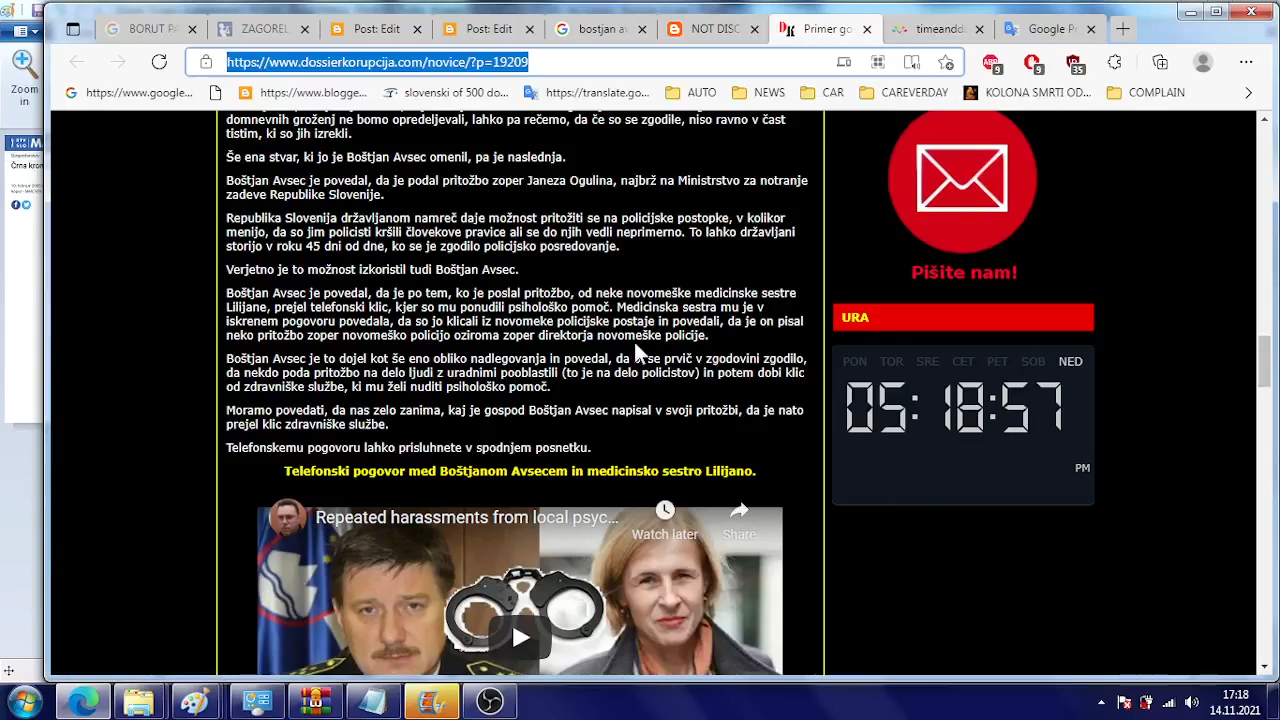 BORUT PA
ZAGOREL
Post: Edit
Post: Edit
bostjan av
NOT DISC
Primer go
timeandda
Google Pr
https://www.dossierkorupcija.com/novice/?p=19209
9
9
35
https://www.google...
https://www.blogge...
slovenski of 500 do...
https://translate.go...
AUTO
NEWS
CAR
CAREVERDAY
KOLONA SMRTI OD...
COMPLAIN
Zoom
in
Črna kron
domnevnih groženj ne bomo opredeljevali, lahko pa rečemo, da če so se zgodile, niso ravno v čast
tistim, ki so jih izrekli.
Še ena stvar, ki jo je Boštjan Avsec omenil, pa je naslednja.
Boštjan Avsec je povedal, da je podal pritožbo zoper Janeza Ogulina, najbrž na Ministrstvo za notranje
zadeve Republike Slovenije.
Republika Slovenija državljanom namreč daje možnost pritožiti se na policijske postopke, v kolikor
menijo, da so jim policisti kršili človekove pravice ali se do njih vedli neprimerno. To lahko državljani
storijo v roku 45 dni od dne, ko se je zgodilo policijsko posredovanje.
Verjetno je to možnost izkoristil tudi Boštjan Avsec.
Boštjan Avsec je povedal, da je po tem, ko je poslal pritožbo, od neke novomeške medicinske sestre
Lilijane, prejel telefonski klic, kjer so mu ponudili psihološko pomoč. Medicinska sestra mu je v
iskrenem pogovoru povedala, da so jo klicali iz novomeke policijske postaje in povedali, da je on pisal
neko pritožbo zoper novomeško policijo oziroma zoper direktorja novomeške policije.
Boštjan Avsec je to dojel kot še eno obliko nadlegovanja in povedal, da se prvič v zgodovini zgodilo,
da nekdo poda pritožbo na delo ljudi z uradnimi pooblastili (to je na delo policistov) in potem dobi klic
od zdravniške službe, ki mu želi nuditi psihološko pomoč.
Moramo povedati, da nas zelo zanima, kaj je gospod Boštjan Avsec napisal v svoji pritožbi, da je nato
prejel klic zdravniške službe.
Telefonskemu pogovoru lahko prisluhnete v spodnjem posnetku.
Telefonski pogovor med Boštjanom Avsecem in medicinsko sestro Lilijano.
Repeated harassments from local psyc...
Watch later
Share
Pišite nam!
URA
PON TOR SRE CET PET SOB NED
05:18:57
PM
17:18
14.11.2021